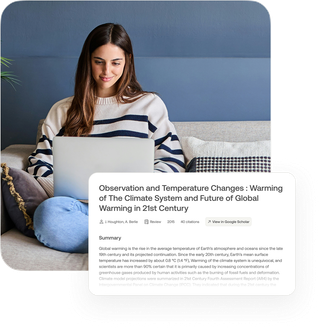 Observation and Temperature Changes : Warming
of The Climate System and Future of Global
Warming in 21st Century
J. Houghton, A. Berile Review 2015 40 citations View in Google Scholar
Summary
Global warming is the rise in the average temperature of Earth's atmosphere and oceans since the late
19th century and its projected continuation. Since the early 20th century, Earth's mean surface
temperature has increased by about 0.8 °C (1.4 °F). Warming of the climate system is unequivocal, and
scientists are more than 90% certain that it is primarily caused by increasing concentrations of
greenhouse gases produced by human activities such as the burning of fossil fuels and deforestation.
Climate model projections were summarized in